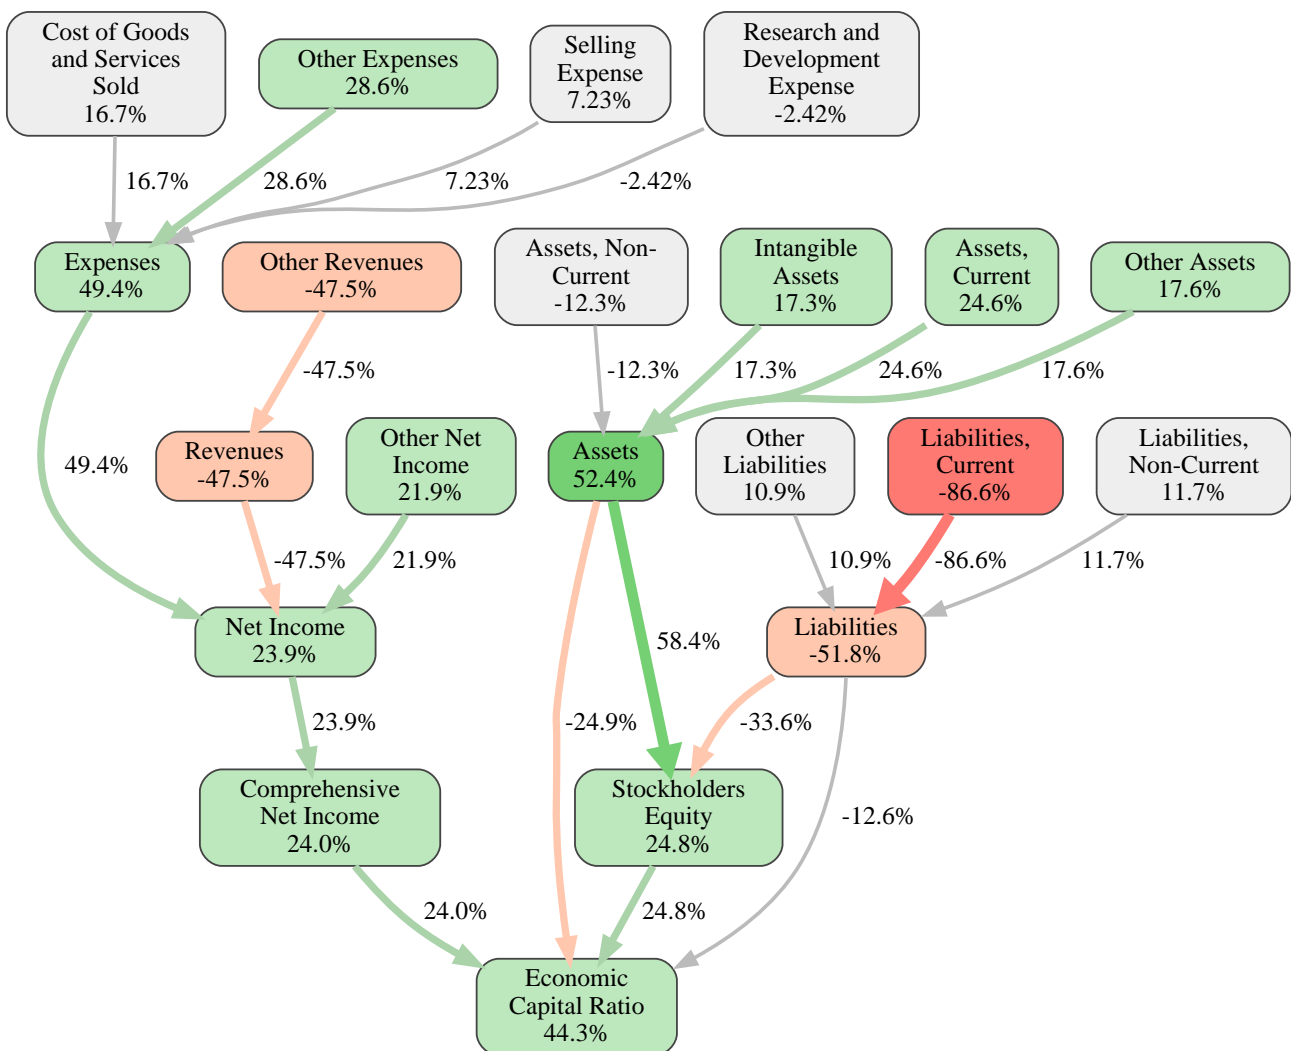 Cost of Goods
and Services
Sold
16.7%
Other Expenses
28.6%
Selling
Expense
7.23%
Research and
Development
Expense
-2.42%
16.7%
28.6%
7.23%
-2.42%
Expenses
49.4%
Other Revenues
-47.5%
Assets, Non-
Current
-12.3%
Intangible
Assets
17.3%
Assets,
Current
24.6%
Other Assets
17.6%
-47.5%
-12.3%
17.3%
24.6%
17.6%
49.4%
Revenues
-47.5%
Other Net
Income
21.9%
Assets
52.4%
Other
Liabilities
10.9%
Liabilities,
Current
-86.6%
Liabilities,
Non-Current
11.7%
-47.5%
21.9%
10.9%
-86.6%
11.7%
Net Income
23.9%
58.4%
Liabilities
-51.8%
23.9%
-24.9%
-33.6%
Comprehensive
Net Income
24.0%
Stockholders
Equity
24.8%
-12.6%
24.0%
24.8%
Economic
Capital Ratio
44.3%